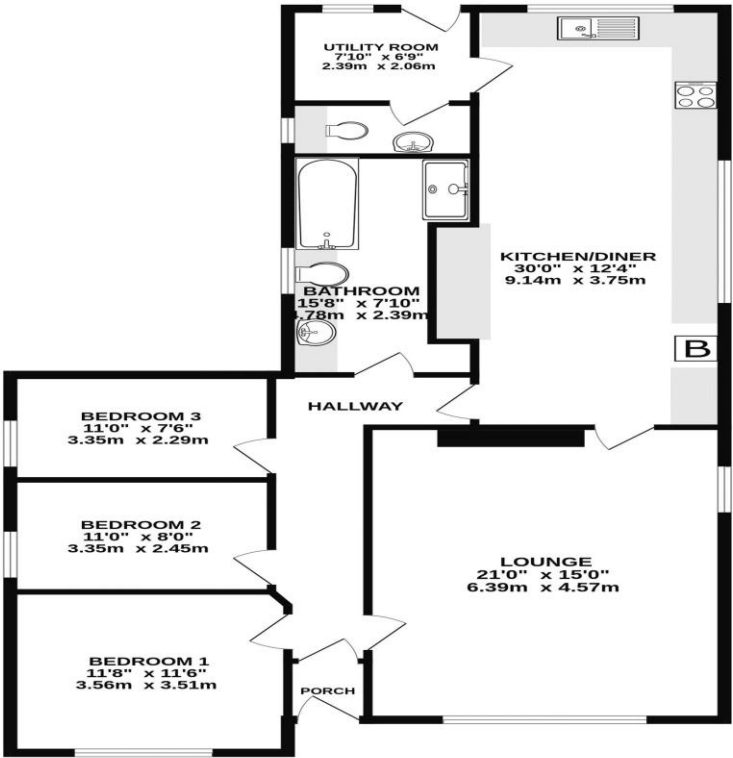 UTILITY ROOM
7'10" x 6'9"
2.39m x 2.06m
KITCHEN/DINER
30'0" x 12'4"
9.14m x 3.75m
BATHROOM
15'8" x 7'10"
4.78m x 2.39m
B
HALLWAY
BEDROOM 3
11'0" x 7'6"
3.35m x 2.29m
BEDROOM 2
11'0" x 8'0"
3.35m x 2.45m
LOUNGE
21'0" x 15'0"
6.39m x 4.57m
BEDROOM 1
11'8" x 11'6"
3.56m x 3.51m
PORCH